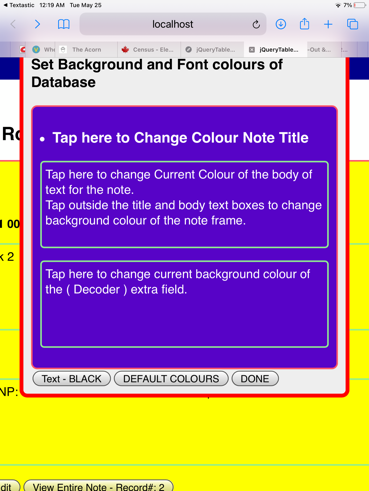 Textastic 12:19 AM Tue May 25 7%
localhost
Whi The Acorn Census - Ele... jQueryTable... jQueryTable... -Out &...
Set Background and Font colours of
Database
Ro
• Tap here to Change Colour Note Title
Tap here to change Current Colour of the body of
text for the note.
Tap outside the title and body text boxes to change
background colour of the note frame.
1 00
k 2
Tap here to change current background colour of
the ( Decoder ) extra field.
Text - BLACK DEFAULT COLOURS DONE
NP:
dit View Entire Note - Record#: 2